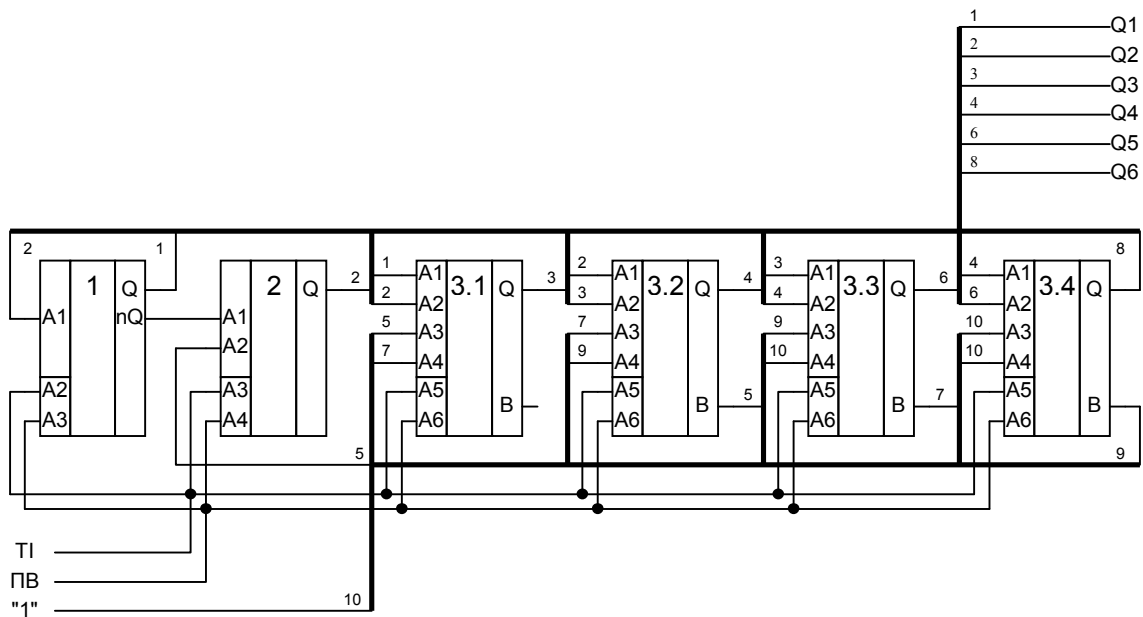 1 Q1
2 Q2
3 Q3
4 Q4
6 Q5
8 Q6
2 1 8
1 Q 2 Q 2 1 A1 3.1 Q 3 2 A1 3.2 Q 4 3 A1 3.3 Q 6 4 A1 3.4 Q
2 A2 3 A2 4 A2 6 A2
A1 nQ A1 5 A3 7 A3 9 A3 10 A3
A2 7 A4 9 A4 10 A4 10 A4
A2 A3 A5 A5 5 A5 7 A5
A3 A4 A6 B A6 B A6 B A6 B
5 9
TI
ПВ
"1" 10